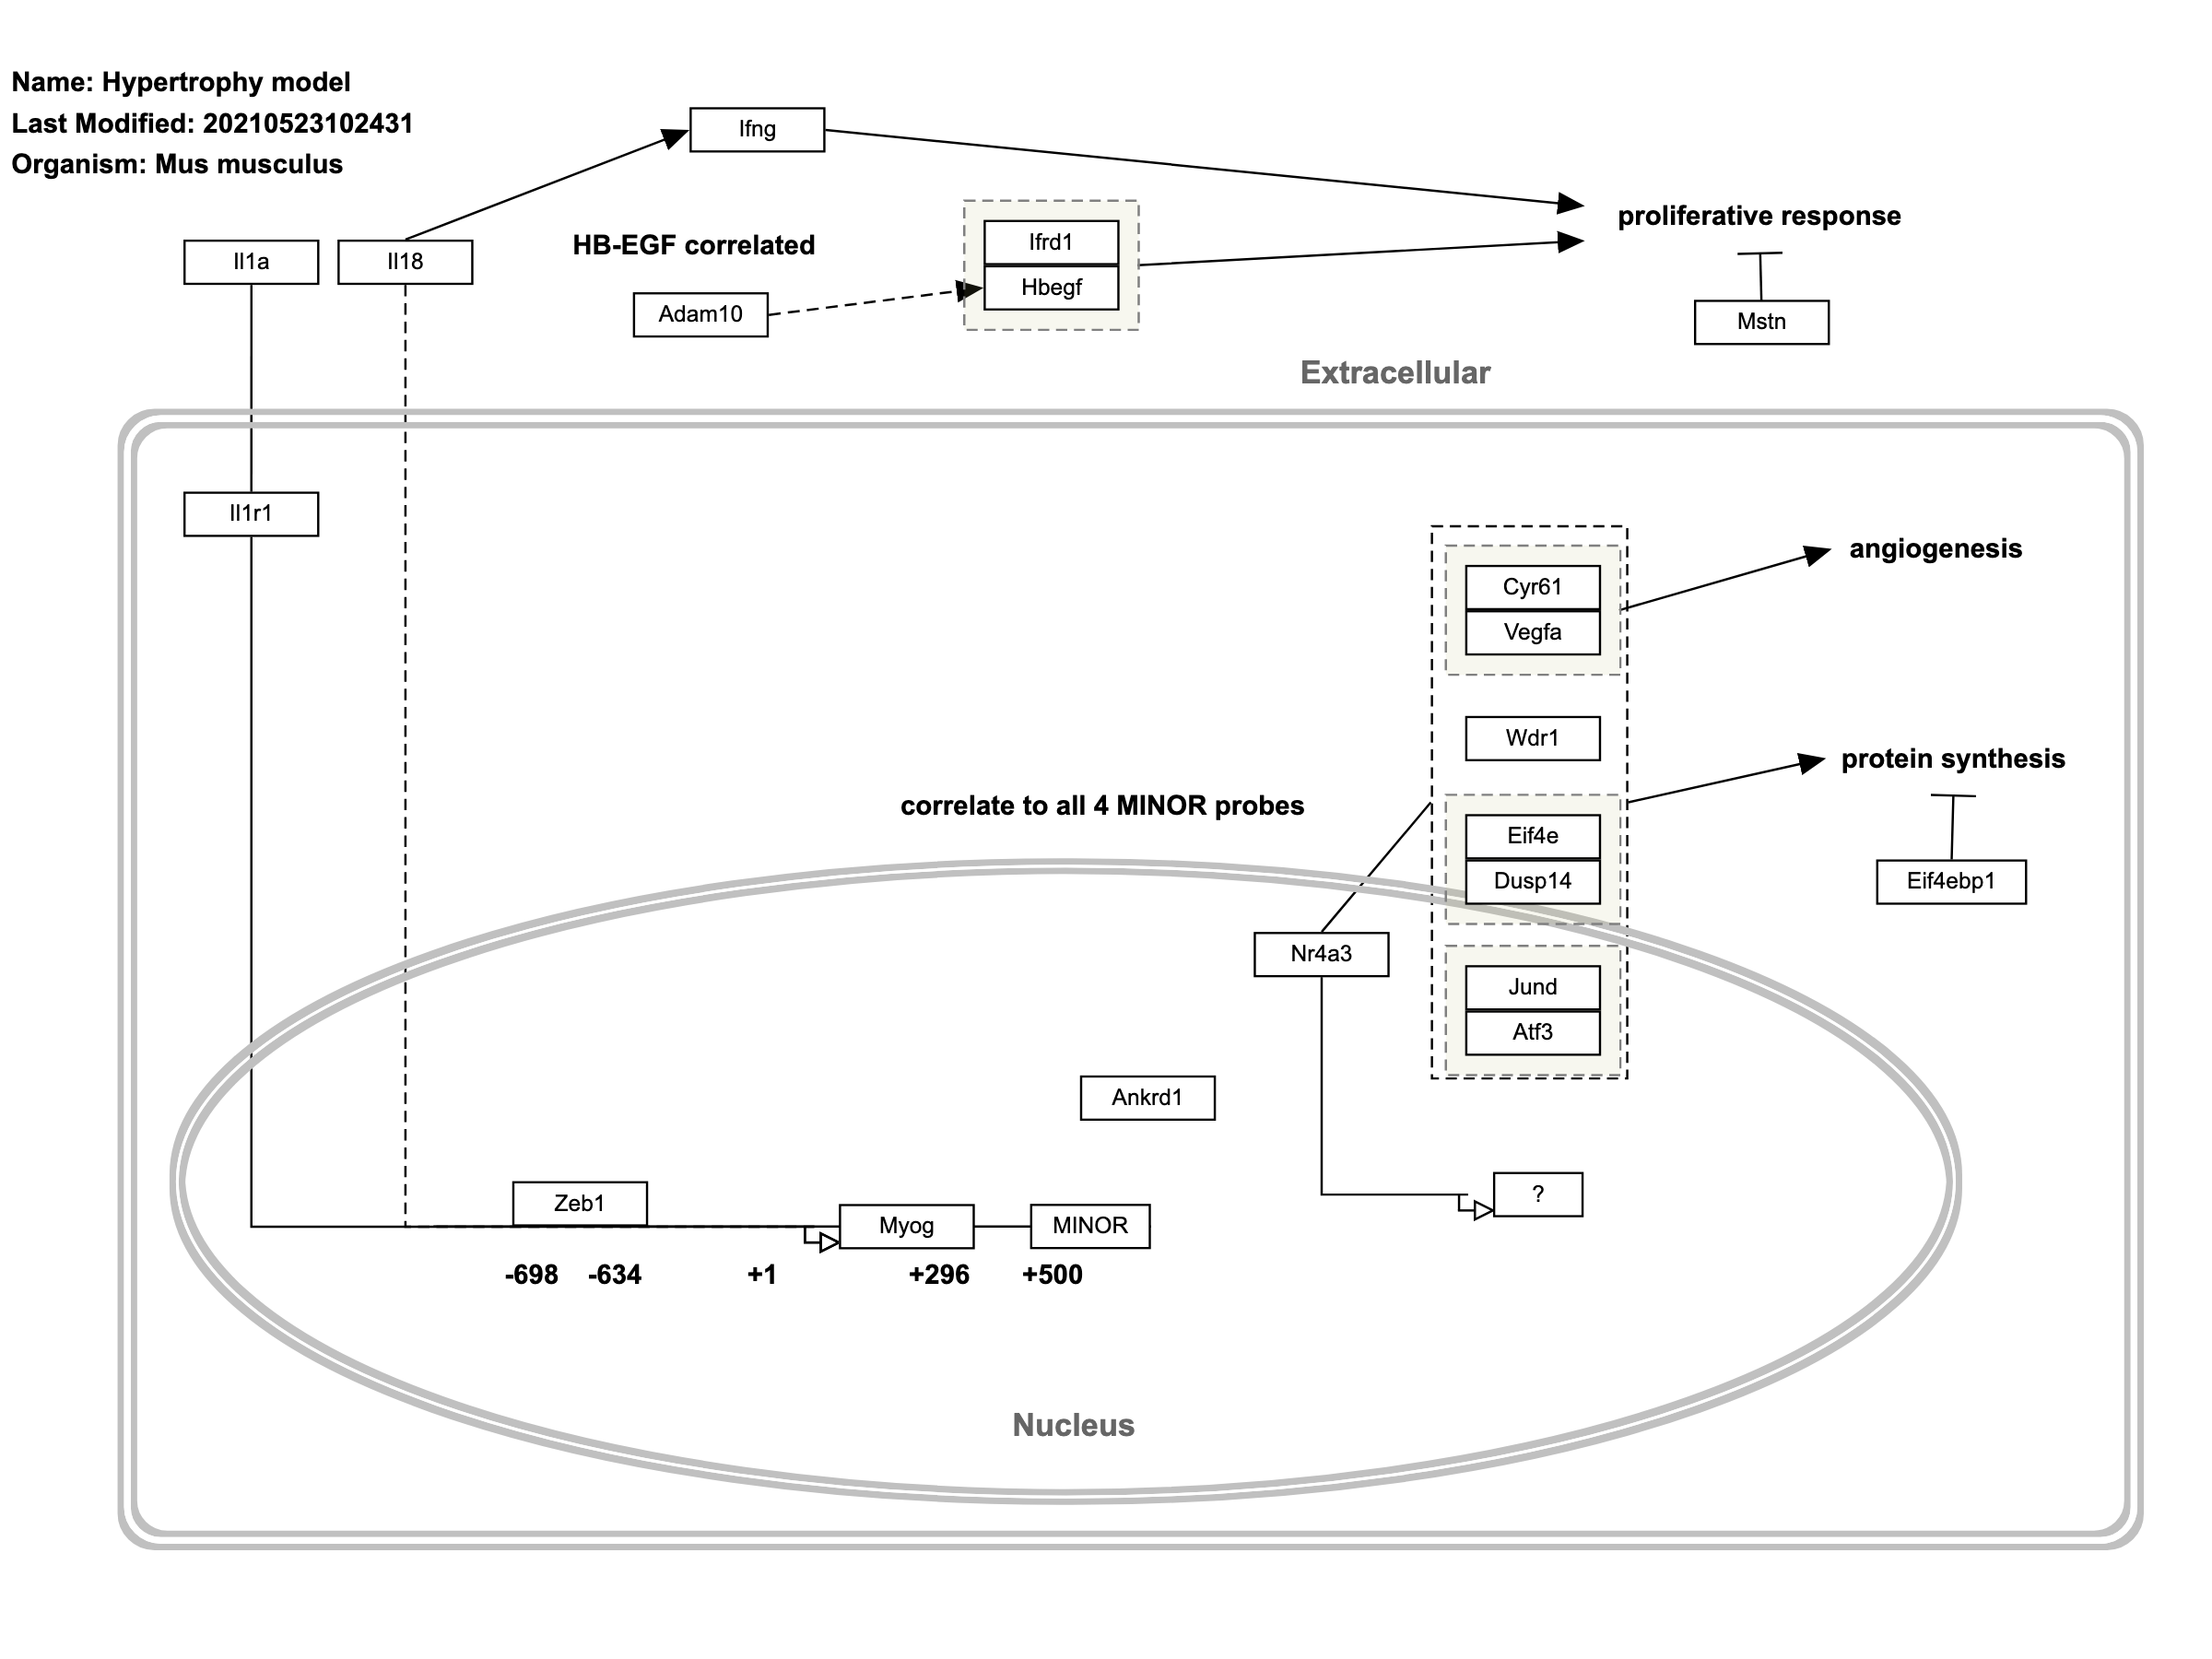 Name: Hypertrophy model
Last Modified: 20210523102431
Organism: Mus musculus
Ifng
proliferative response
Il1a
Il18
HB-EGF correlated
Ifrd1
Hbegf
Adam10
Mstn
Extracellular
Il1r1
angiogenesis
Cyr61
Vegfa
Wdr1
protein synthesis
correlate to all 4 MINOR probes
Eif4e
Dusp14
Eif4ebp1
Nr4a3
Jund
Atf3
Ankrd1
Zeb1
Myog
MINOR
?
-698
-634
+1
+296
+500
Nucleus